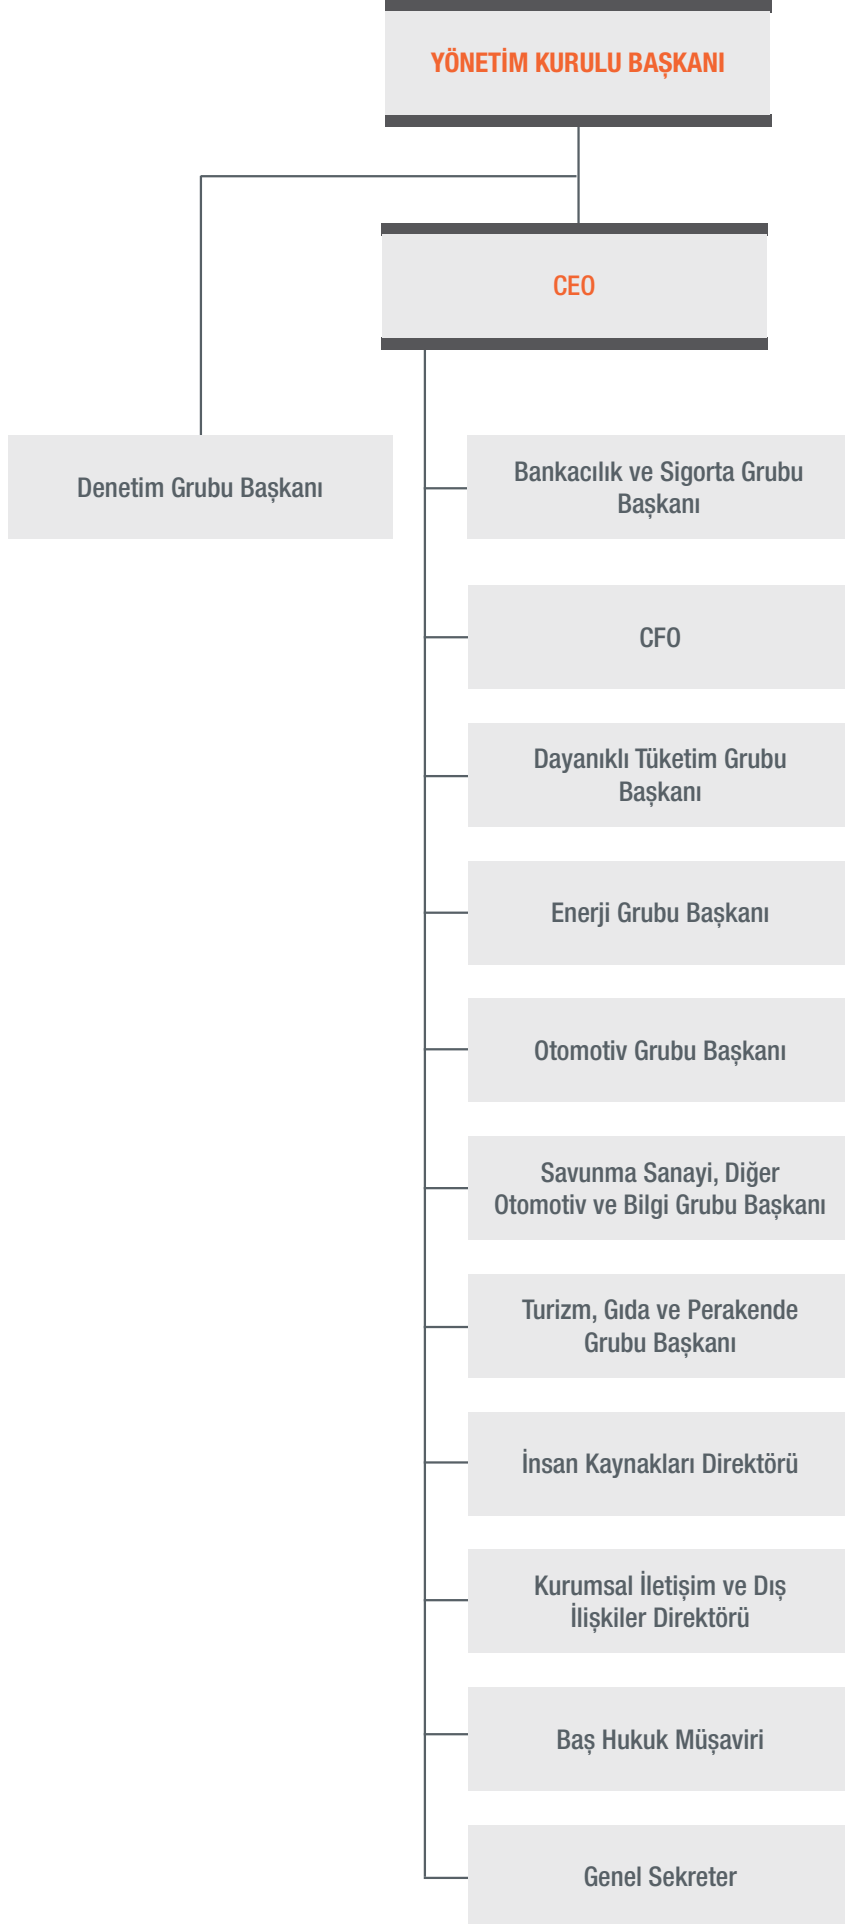 YÖNETİM KURULU BAŞKANI
CEO
Denetim Grubu Başkanı
Bankacılık ve Sigorta Grubu
Başkanı
CFO
Dayanıklı Tüketim Grubu
Başkanı
Enerji Grubu Başkanı
Otomotiv Grubu Başkanı
Savunma Sanayi, Diğer
Otomotiv ve Bilgi Grubu Başkanı
Turizm, Gıda ve Perakende
Grubu Başkanı
İnsan Kaynakları Direktörü
Kurumsal İletişim ve Dış
İlişkiler Direktörü
Baş Hukuk Müşaviri
Genel Sekreter